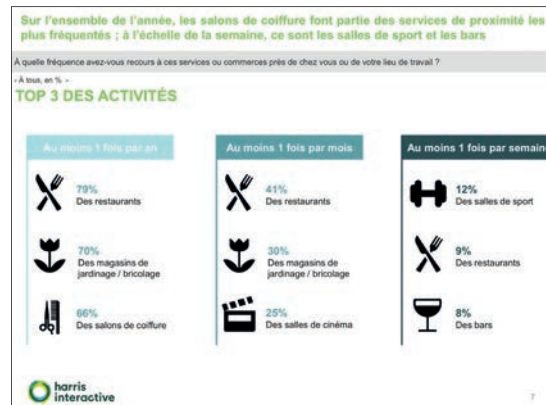 Sur l'ensemble de l'année, les salons de coiffure font partie des services de proximité les
plus fréquentés ; à l'échelle de la semaine, ce sont les salles de sport et les bars
À quelle fréquence avez-vous recours à ces services ou commerces près de chez vous ou de votre lieu de travail ?
- À tous, en % -
TOP 3 DES ACTIVITÉS
Au moins 1 fois par an
79%
Des restaurants
70%
Des magasins de
jardinage / bricolage
66%
Des salons de coiffure
Au moins 1 fois par mois
41%
Des restaurants
30%
Des magasins de
jardinage / bricolage
25%
Des salles de cinéma
Au moins 1 fois par semaine
12%
Des salles de sport
9%
Des restaurants
8%
Des bars
harris
interactive
7